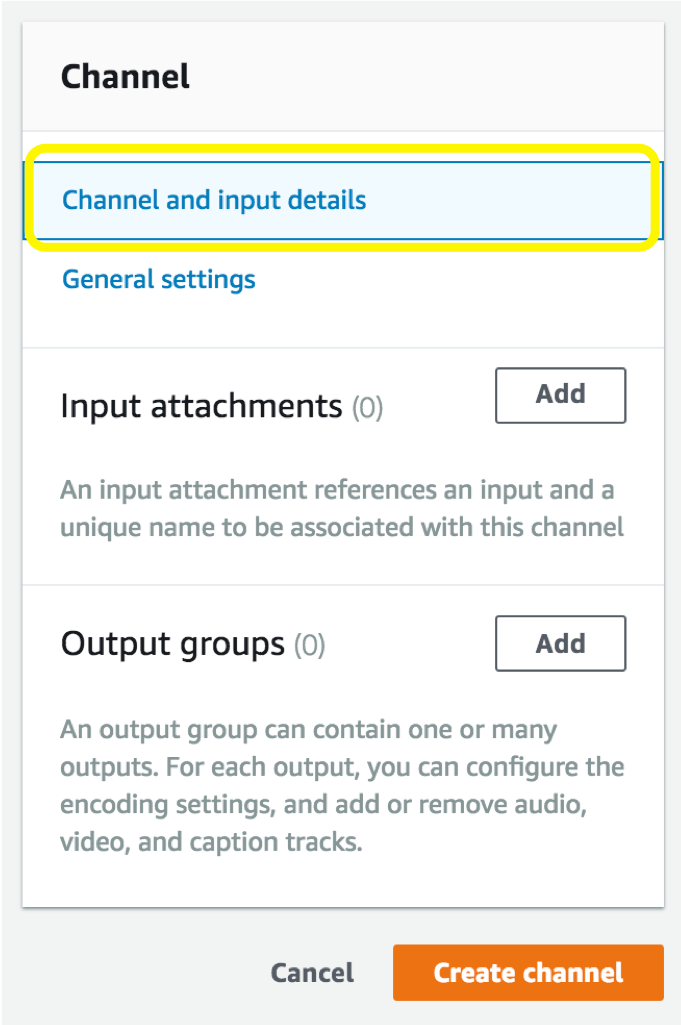 Channel
Channel and input details
General settings
Input attachments (0)
Add
An input attachment references an input and a
unique name to be associated with this channel
Output groups (0)
Add
An output group can contain one or many
outputs. For each output, you can configure the
encoding settings, and add or remove audio,
video, and caption tracks.
Cancel
Create channel